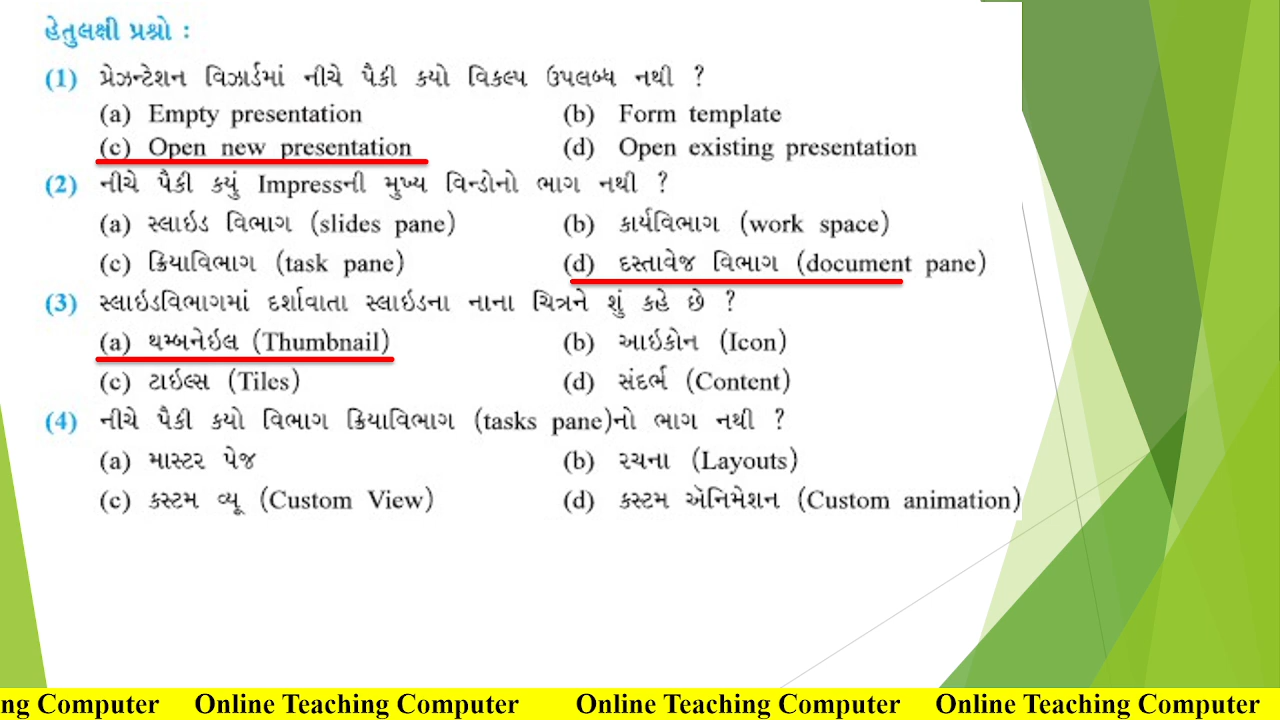 હેતુલક્ષી પ્રશ્નો :
(1) પ્રેઝન્ટેશન વિઝાર્ડમાં નીચે પૈકી કયો વિકલ્પ ઉપલબ્ધ નથી ?
(a) Empty presentation (b) Form template
(c) Open new presentation (d) Open existing presentation
(2) નીચે પૈકી કયું Impressની મુખ્ય વિન્ડોનો ભાગ નથી ?
(a) સ્લાઇડ વિભાગ (slides pane) (b) કાર્યવિભાગ (work space)
(c) ક્રિયાવિભાગ (task pane) (d) દસ્તાવેજ વિભાગ (document pane)
(3) સ્લાઇડવિભાગમાં દર્શાવાતા સ્લાઇડના નાના ચિત્રને શું કહે છે ?
(a) થમ્બનેઇલ (Thumbnail) (b) આઇકોન (Icon)
(c) ટાઇલ્સ (Tiles) (d) સંદર્ભ (Content)
(4) નીચે પૈકી કયો વિભાગ ક્રિયાવિભાગ (tasks pane)નો ભાગ નથી ?
(a) માસ્ટર પેજ (b) રચના (Layouts)
(c) કસ્ટમ વ્યૂ (Custom View) (d) કસ્ટમ ઍનિમેશન (Custom animation)
ng Computer Online Teaching Computer Online Teaching Computer Online Teaching Computer